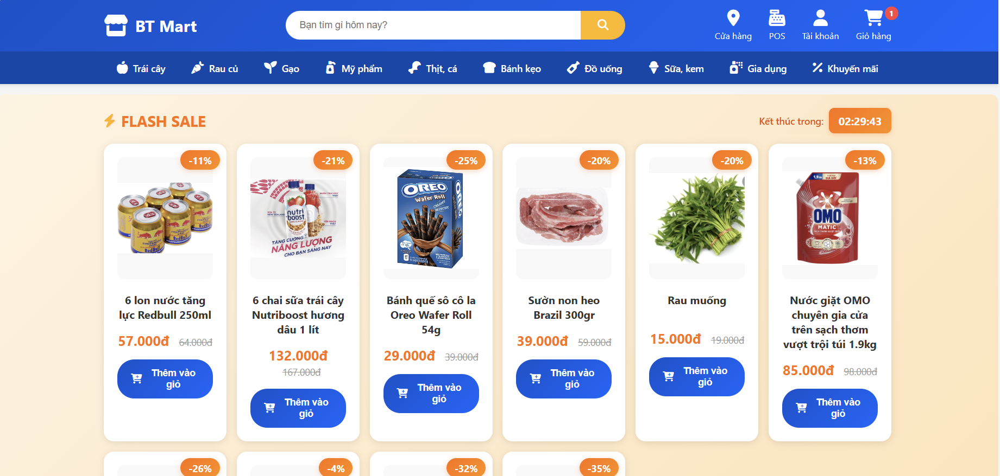 BT Mart
Bạn tìm gì hôm nay?
Cửa hàng
POS
Tài khoản
1
Giỏ hàng
Trái cây
Rau củ
Gạo
Mỹ phẩm
Thịt, cá
Bánh kẹo
Đồ uống
Sữa, kem
Gia dụng
Khuyến mãi
FLASH SALE
Kết thúc trong:
02:29:43
-11%
RedBull
RedBull
6 lon nước tăng
lực Redbull 250ml
57.000đ 64.000đ
Thêm vào
giỏ
-21%
nutri
boost
TĂNG CƯỜNG
NĂNG LƯỢNG
CHO BẠN SÁNG NAY
6 chai sữa trái cây
Nutriboost hương
dâu 1 lít
132.000đ
167.000đ
Thêm vào
giỏ
-25%
OREO
Wafer Roll
CREAMY
OREO
Bánh quế sô cô la
Oreo Wafer Roll
54g
29.000đ 39.000đ
Thêm vào
giỏ
-20%
Sườn non heo
Brazil 300gr
39.000đ 59.000đ
Thêm vào
giỏ
-20%
Rau muống
15.000đ 19.000đ
Thêm vào
giỏ
-13%
OMO
MATIC
Nước giặt OMO
chuyên gia cửa
trên sạch thơm
vượt trội túi 1.9kg
85.000đ 98.000đ
Thêm vào
giỏ
-26%
-4%
-32%
-35%